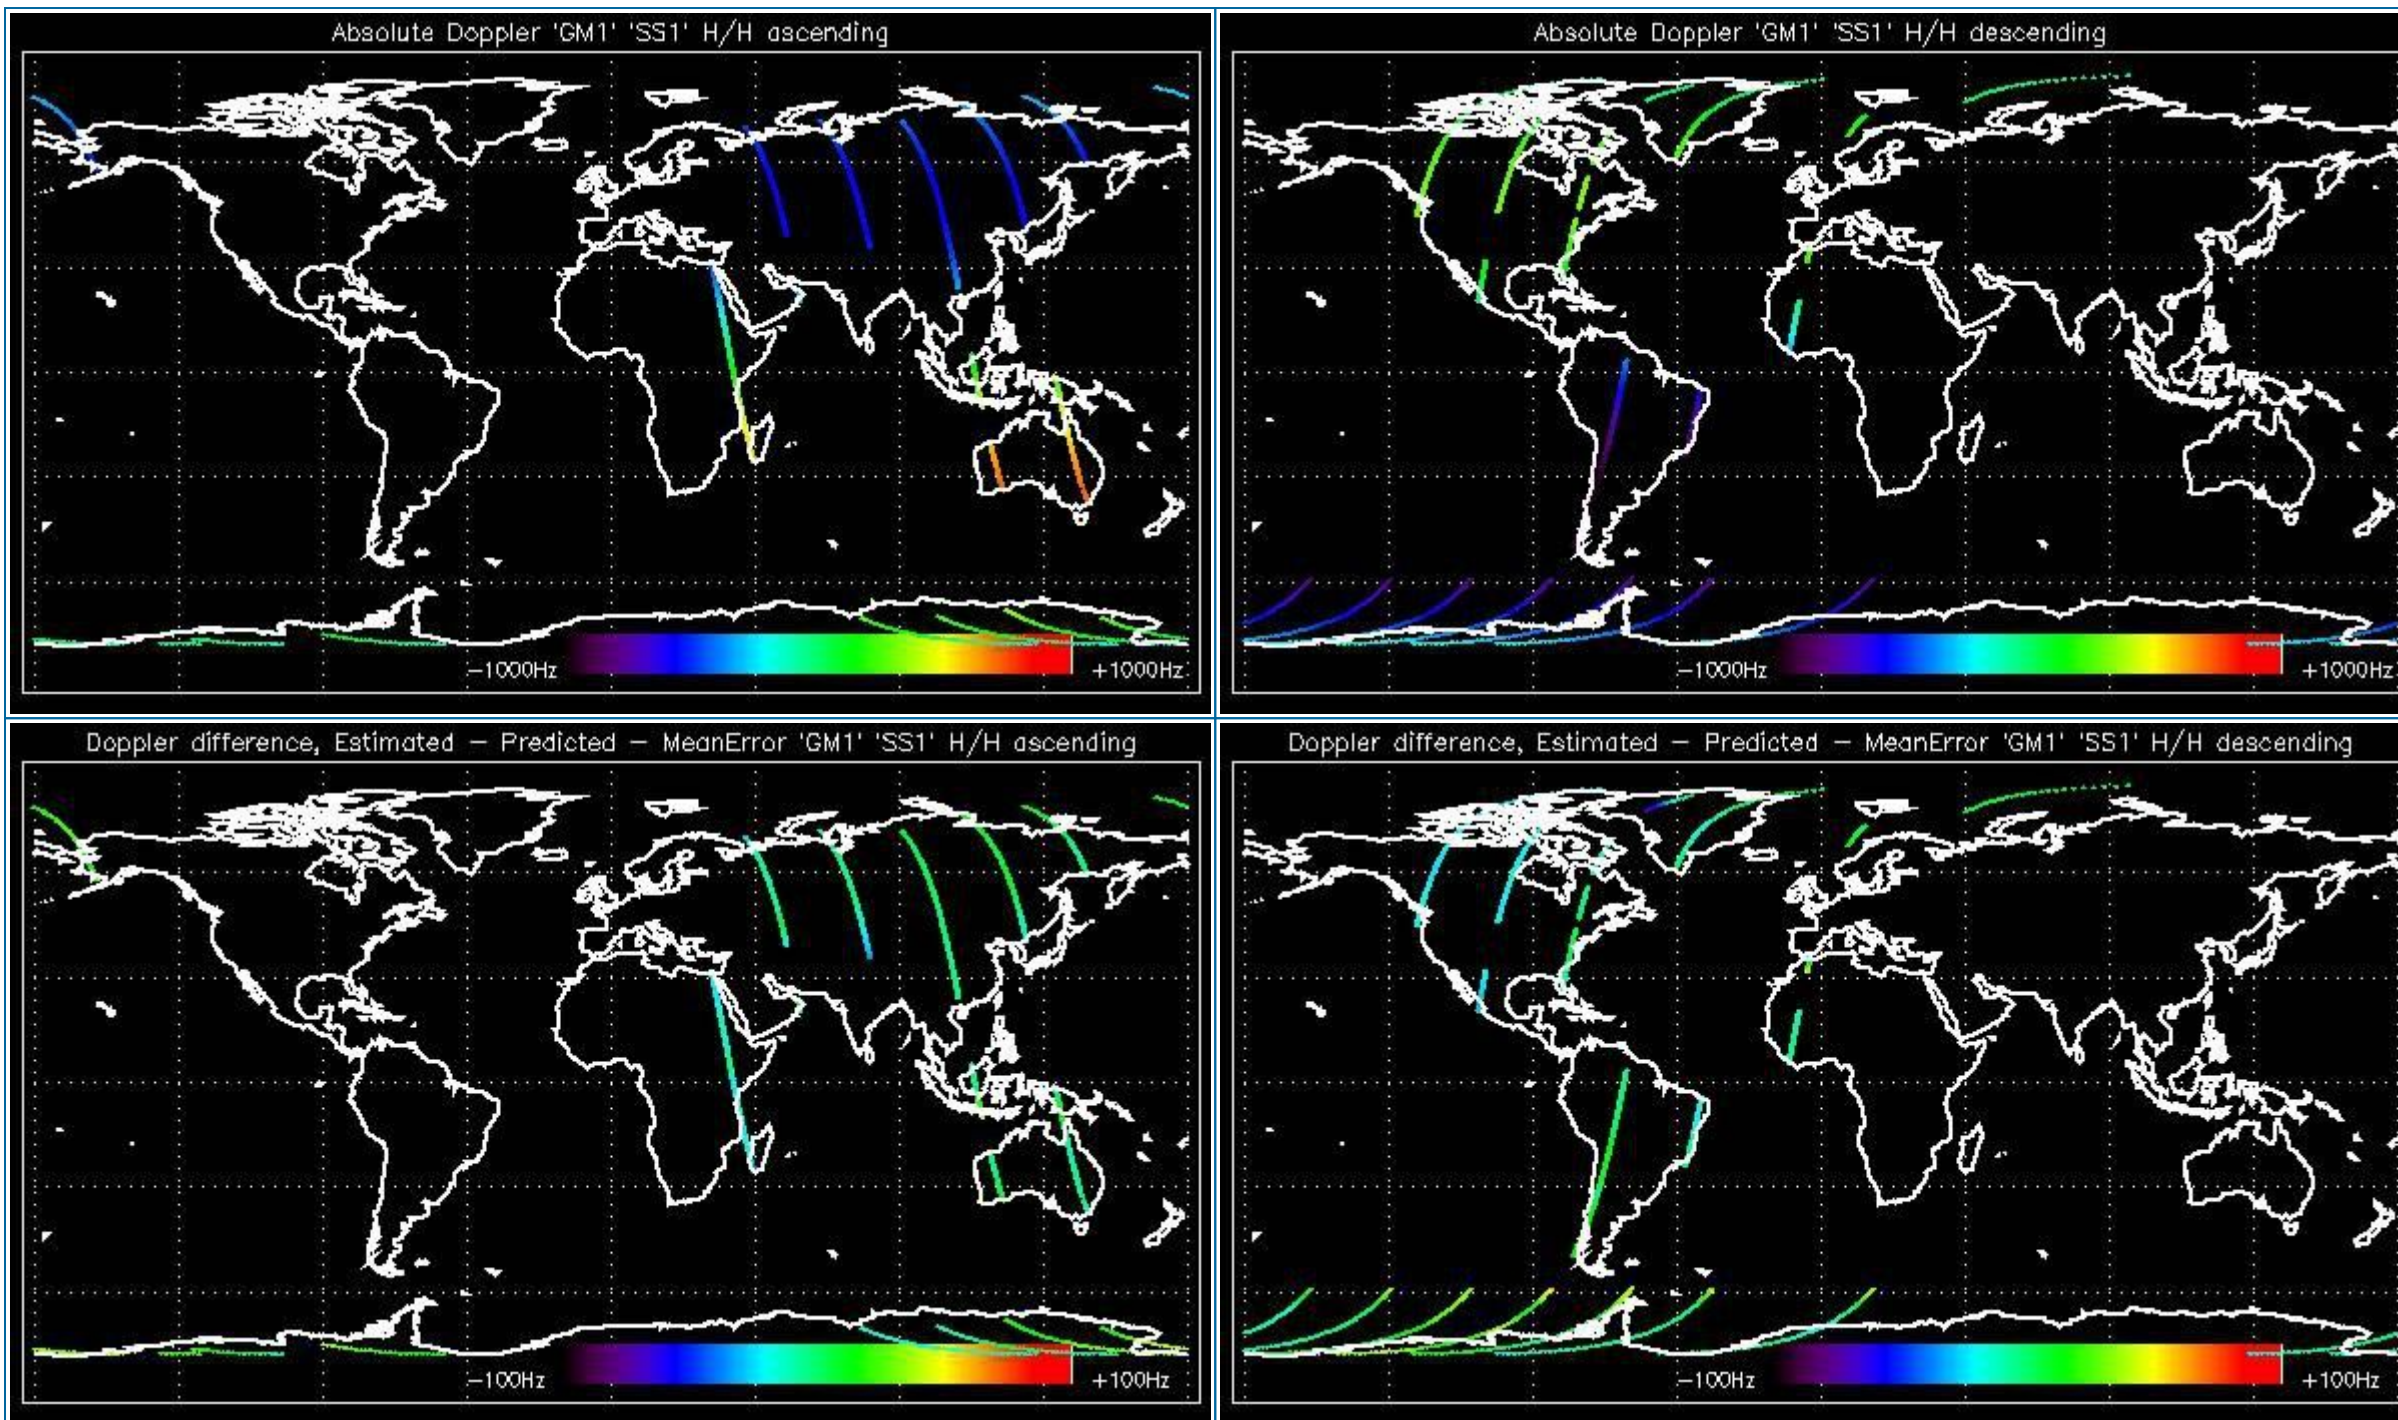 Absolute Doppler 'GM1' 'SS1' H/H ascending
−1000Hz
+1000Hz
Absolute Doppler 'GM1' 'SS1' H/H descending
−1000Hz
+1000Hz
Doppler difference, Estimated − Predicted − MeanError 'GM1' 'SS1' H/H ascending
−100Hz
+100Hz
Doppler difference, Estimated − Predicted − MeanError 'GM1' 'SS1' H/H descending
−100Hz
+100Hz